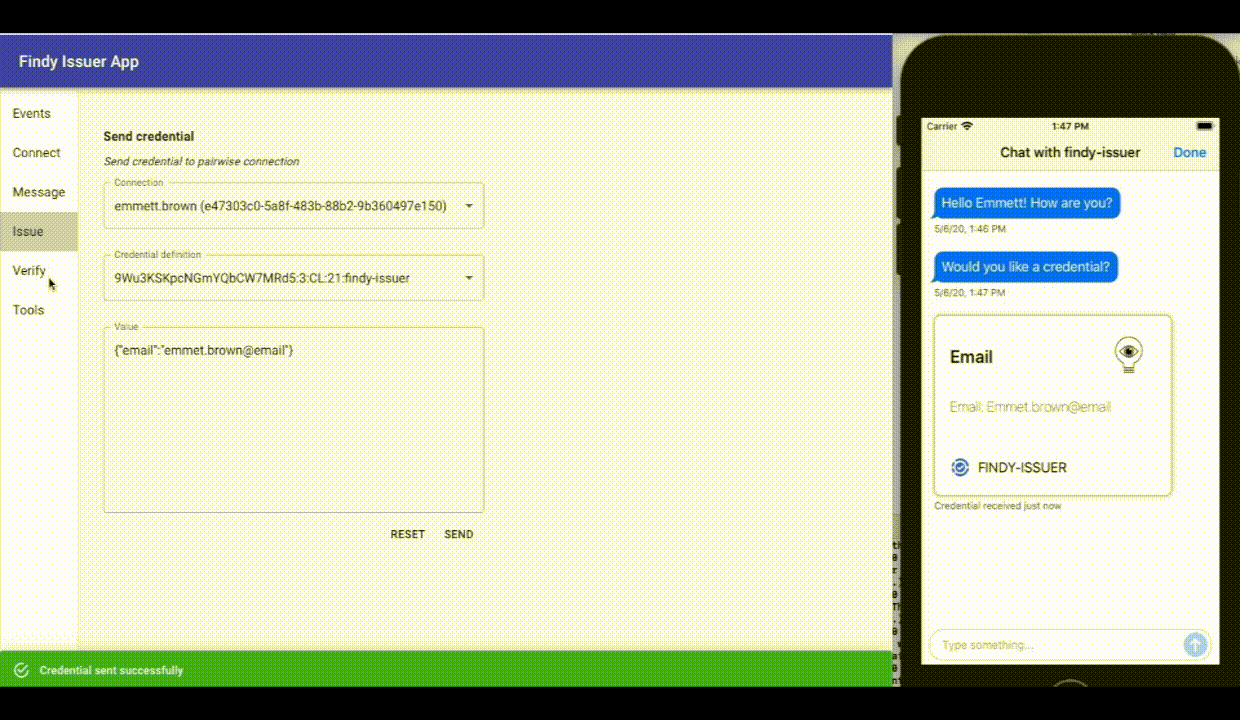 Findy Issuer App
Events
Connect
Message
Issue
Verify
Tools
Send credential
Send credential to pairwise connection
Connection
emmett.brown (e47303c0-5a8f-483b-88b2-9b360497e150)
Credential definition
9Wu3KSKpcNGmYQbCW7MRd5:3:CL:21:findy-issuer
Value
{"email":"emmet.brown@email"}
RESET
SEND
Credential sent successfully
Carrier
1:47 PM
Chat with findy-issuer
Done
Hello Emmett! How are you?
5/6/20, 1:46 PM
Would you like a credential?
5/6/20, 1:47 PM
Email
Email: Emmet.brown@email
FINDY-ISSUER
Credential received just now
Type something...